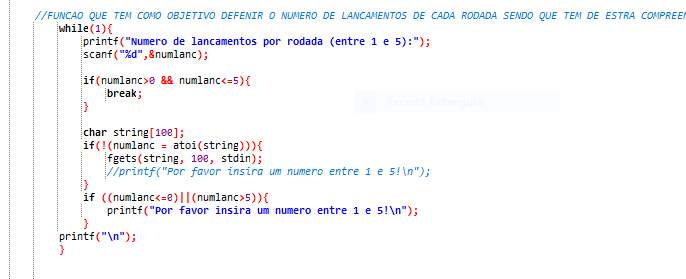 //FUNCAO QUE TEM COMO OBJETIVO DEFENIR O NUMERO DE LANCAMENTOS DE CADA RODADA SENDO QUE TEM DE ESTRA COMPREEN
while(1){
printf("Numero de lancamentos por rodada (entre 1 e 5):");
scanf("%d",&numlanc);
if(numlanc>0 && numlanc<=5){
break;
}
Recorte Retangular
char string[100];
if(!(numlanc = atoi(string))){
fgets(string, 100, stdin);
//printf("Por favor insira um numero entre 1 e 5!\n");
}
if ((numlanc<=0)||(numlanc>5)){
printf("Por favor insira um numero entre 1 e 5!\n");
}
printf("\n");
}